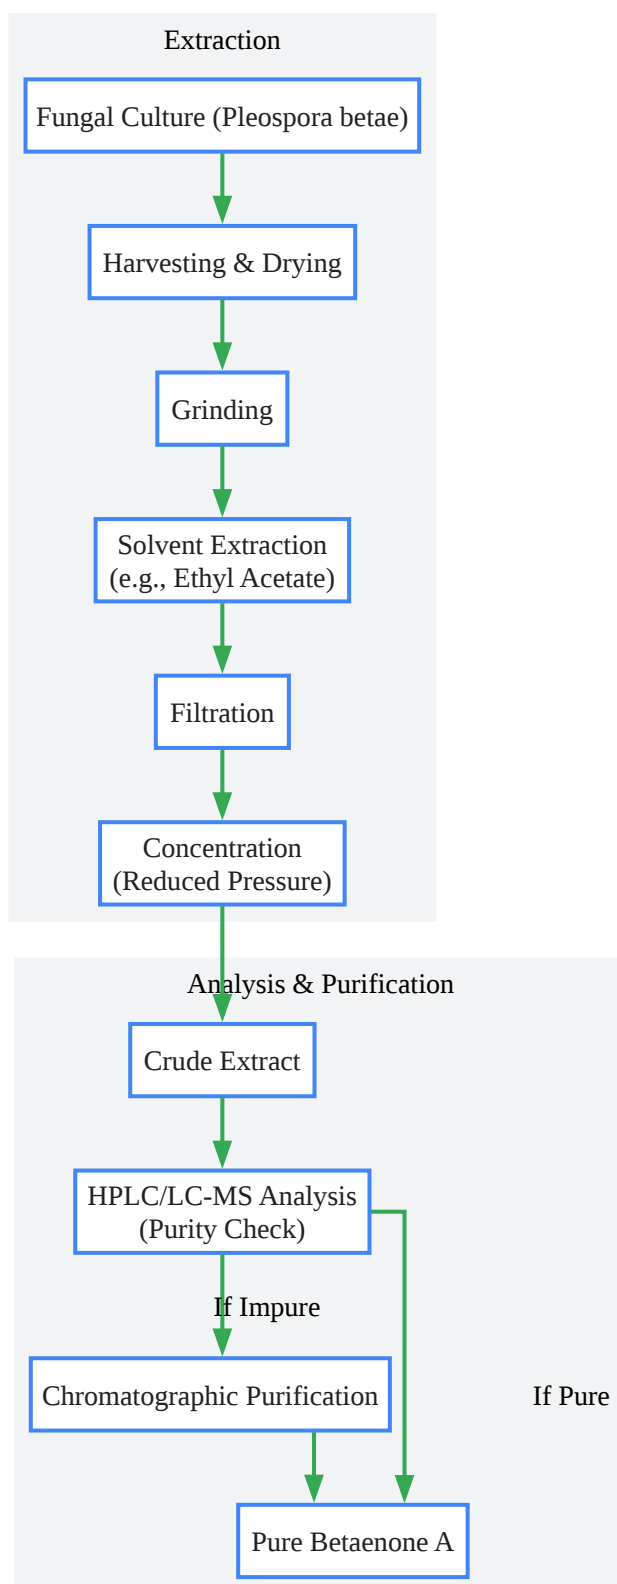 Extraction
Fungal Culture (Pleospora betae)
Harvesting & Drying
Grinding
Solvent Extraction
(e.g., Ethyl Acetate)
Filtration
Concentration
(Reduced Pressure)
Analysis & Purification
Crude Extract
HPLC/LC-MS Analysis
(Purity Check)
If Impure
Chromatographic Purification
If Pure
Pure Betaenone A